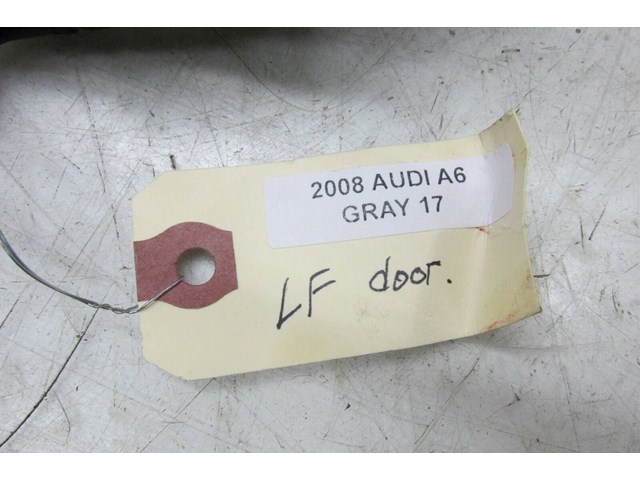 2008 AUDI A6
GRAY 17
LF door.